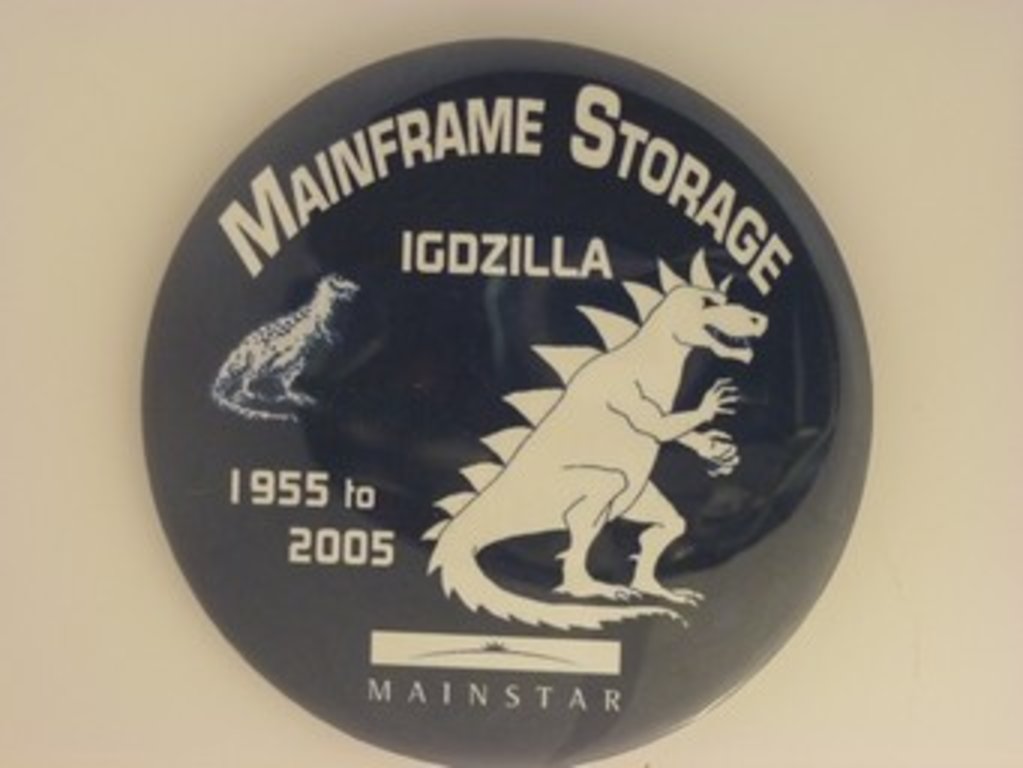 MAINFRAME STORAGE
IGDZILLA
1955 to
2005
MAINSTAR